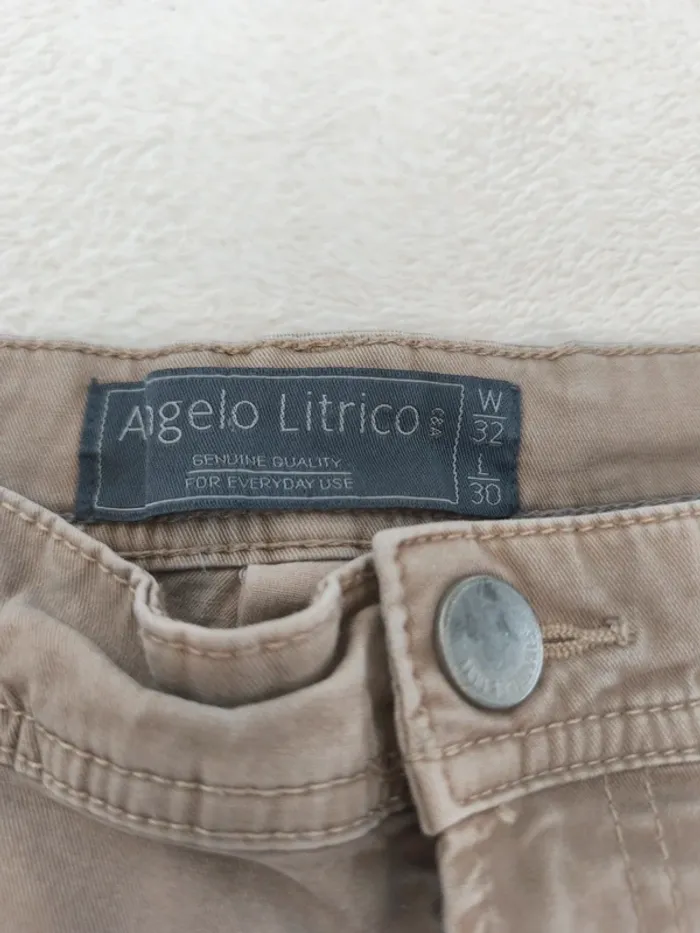 Angelo Litrico
C&A
GENUINE QUALITY
FOR EVERYDAY USE
W
32
L
30